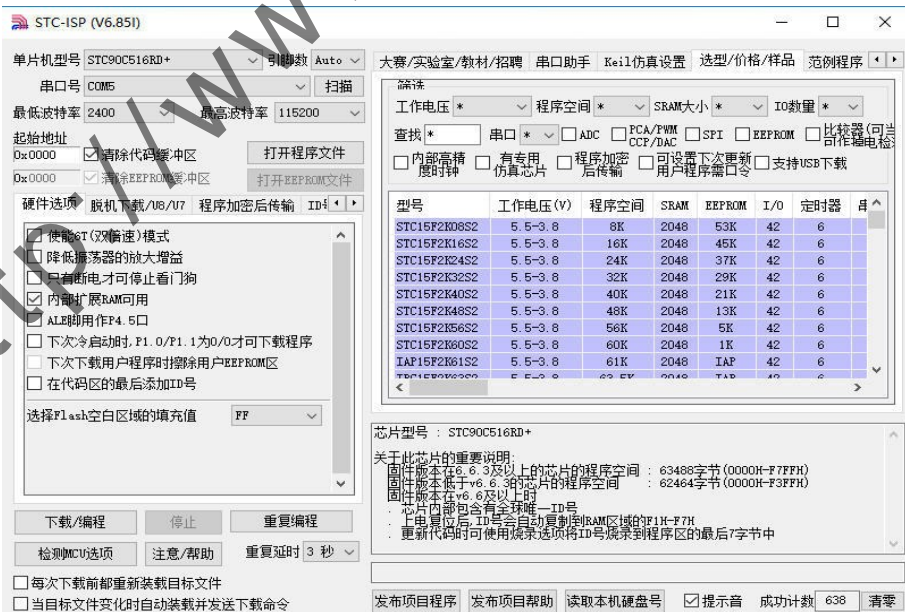 STC-ISP (V6.85I)
单片机型号 STC90C516RD+ 引脚数 Auto
串口号 COM5 扫描
最低波特率 2400 最高波特率 115200
起始地址
0x0000 清除代码缓冲区 打开程序文件
0x0000 清除EEPROM缓冲区 打开EEPROM文件
硬件选项 脱机下载/U8/U7 程序加密后传输
使能6T(双倍速)模式
降低振荡器的放大增益
只有断电才可停止看门狗
内部扩展RAM可用
ALE脚用作P4.5口
下次冷启动时,P1.0/P1.1为0/0才可下载程序
下次下载用户程序时擦除用户EEPROM区
在代码区的最后添加ID号
选择Flash空白区域的填充值 FF
下载/编程 停止 重复编程
检测MCU选项 注意/帮助 重复延时 3 秒
每次下载前都重新装载目标文件
当目标文件变化时自动装载并发送下载命令
大赛/实验室/教材/招聘 串口助手 Keil仿真设置 选型/价格/样品 范例程序
筛选
工作电压 * 程序空间 * SRAM大小 * IO数量 *
查找 * 串口 * ADC PCA/PWM CCP/DAC SPI EEPROM 比较器(可当
内部高精度时钟 有专用仿真芯片 程序加密后传输 可设置下次更新用户程序需口令 支持USB下载
型号 工作电压(V) 程序空间 SRAM EEPROM I/O 定时器
STC15F2K08S2 5.5-3.8 8K 2048 53K 42 6
STC15F2K16S2 5.5-3.8 16K 2048 45K 42 6
STC15F2K24S2 5.5-3.8 24K 2048 37K 42 6
STC15F2K32S2 5.5-3.8 32K 2048 29K 42 6
STC15F2K40S2 5.5-3.8 40K 2048 21K 42 6
STC15F2K48S2 5.5-3.8 48K 2048 13K 42 6
STC15F2K56S2 5.5-3.8 56K 2048 5K 42 6
STC15F2K60S2 5.5-3.8 60K 2048 1K 42 6
IAP15F2K61S2 5.5-3.8 61K 2048 IAP 42 6
芯片型号 : STC90C516RD+
关于此芯片的重要说明:
固件版本在6.6.3及以上的芯片的程序空间 : 63488字节(0000H-F7FFH)
固件版本低于v6.6.3的芯片的程序空间 : 62464字节(0000H-F3FFH)
固件版本在v6.6及以上时
. 芯片内部包含有全球唯一ID号
. 上电复位后,ID号会自动复制到RAM区域的F1H-F7H
. 更新代码时可使用烧录选项将ID号烧录到程序区的最后7字节中
发布项目程序 发布项目帮助 读取本机硬盘号 提示音 成功计数 638 清零